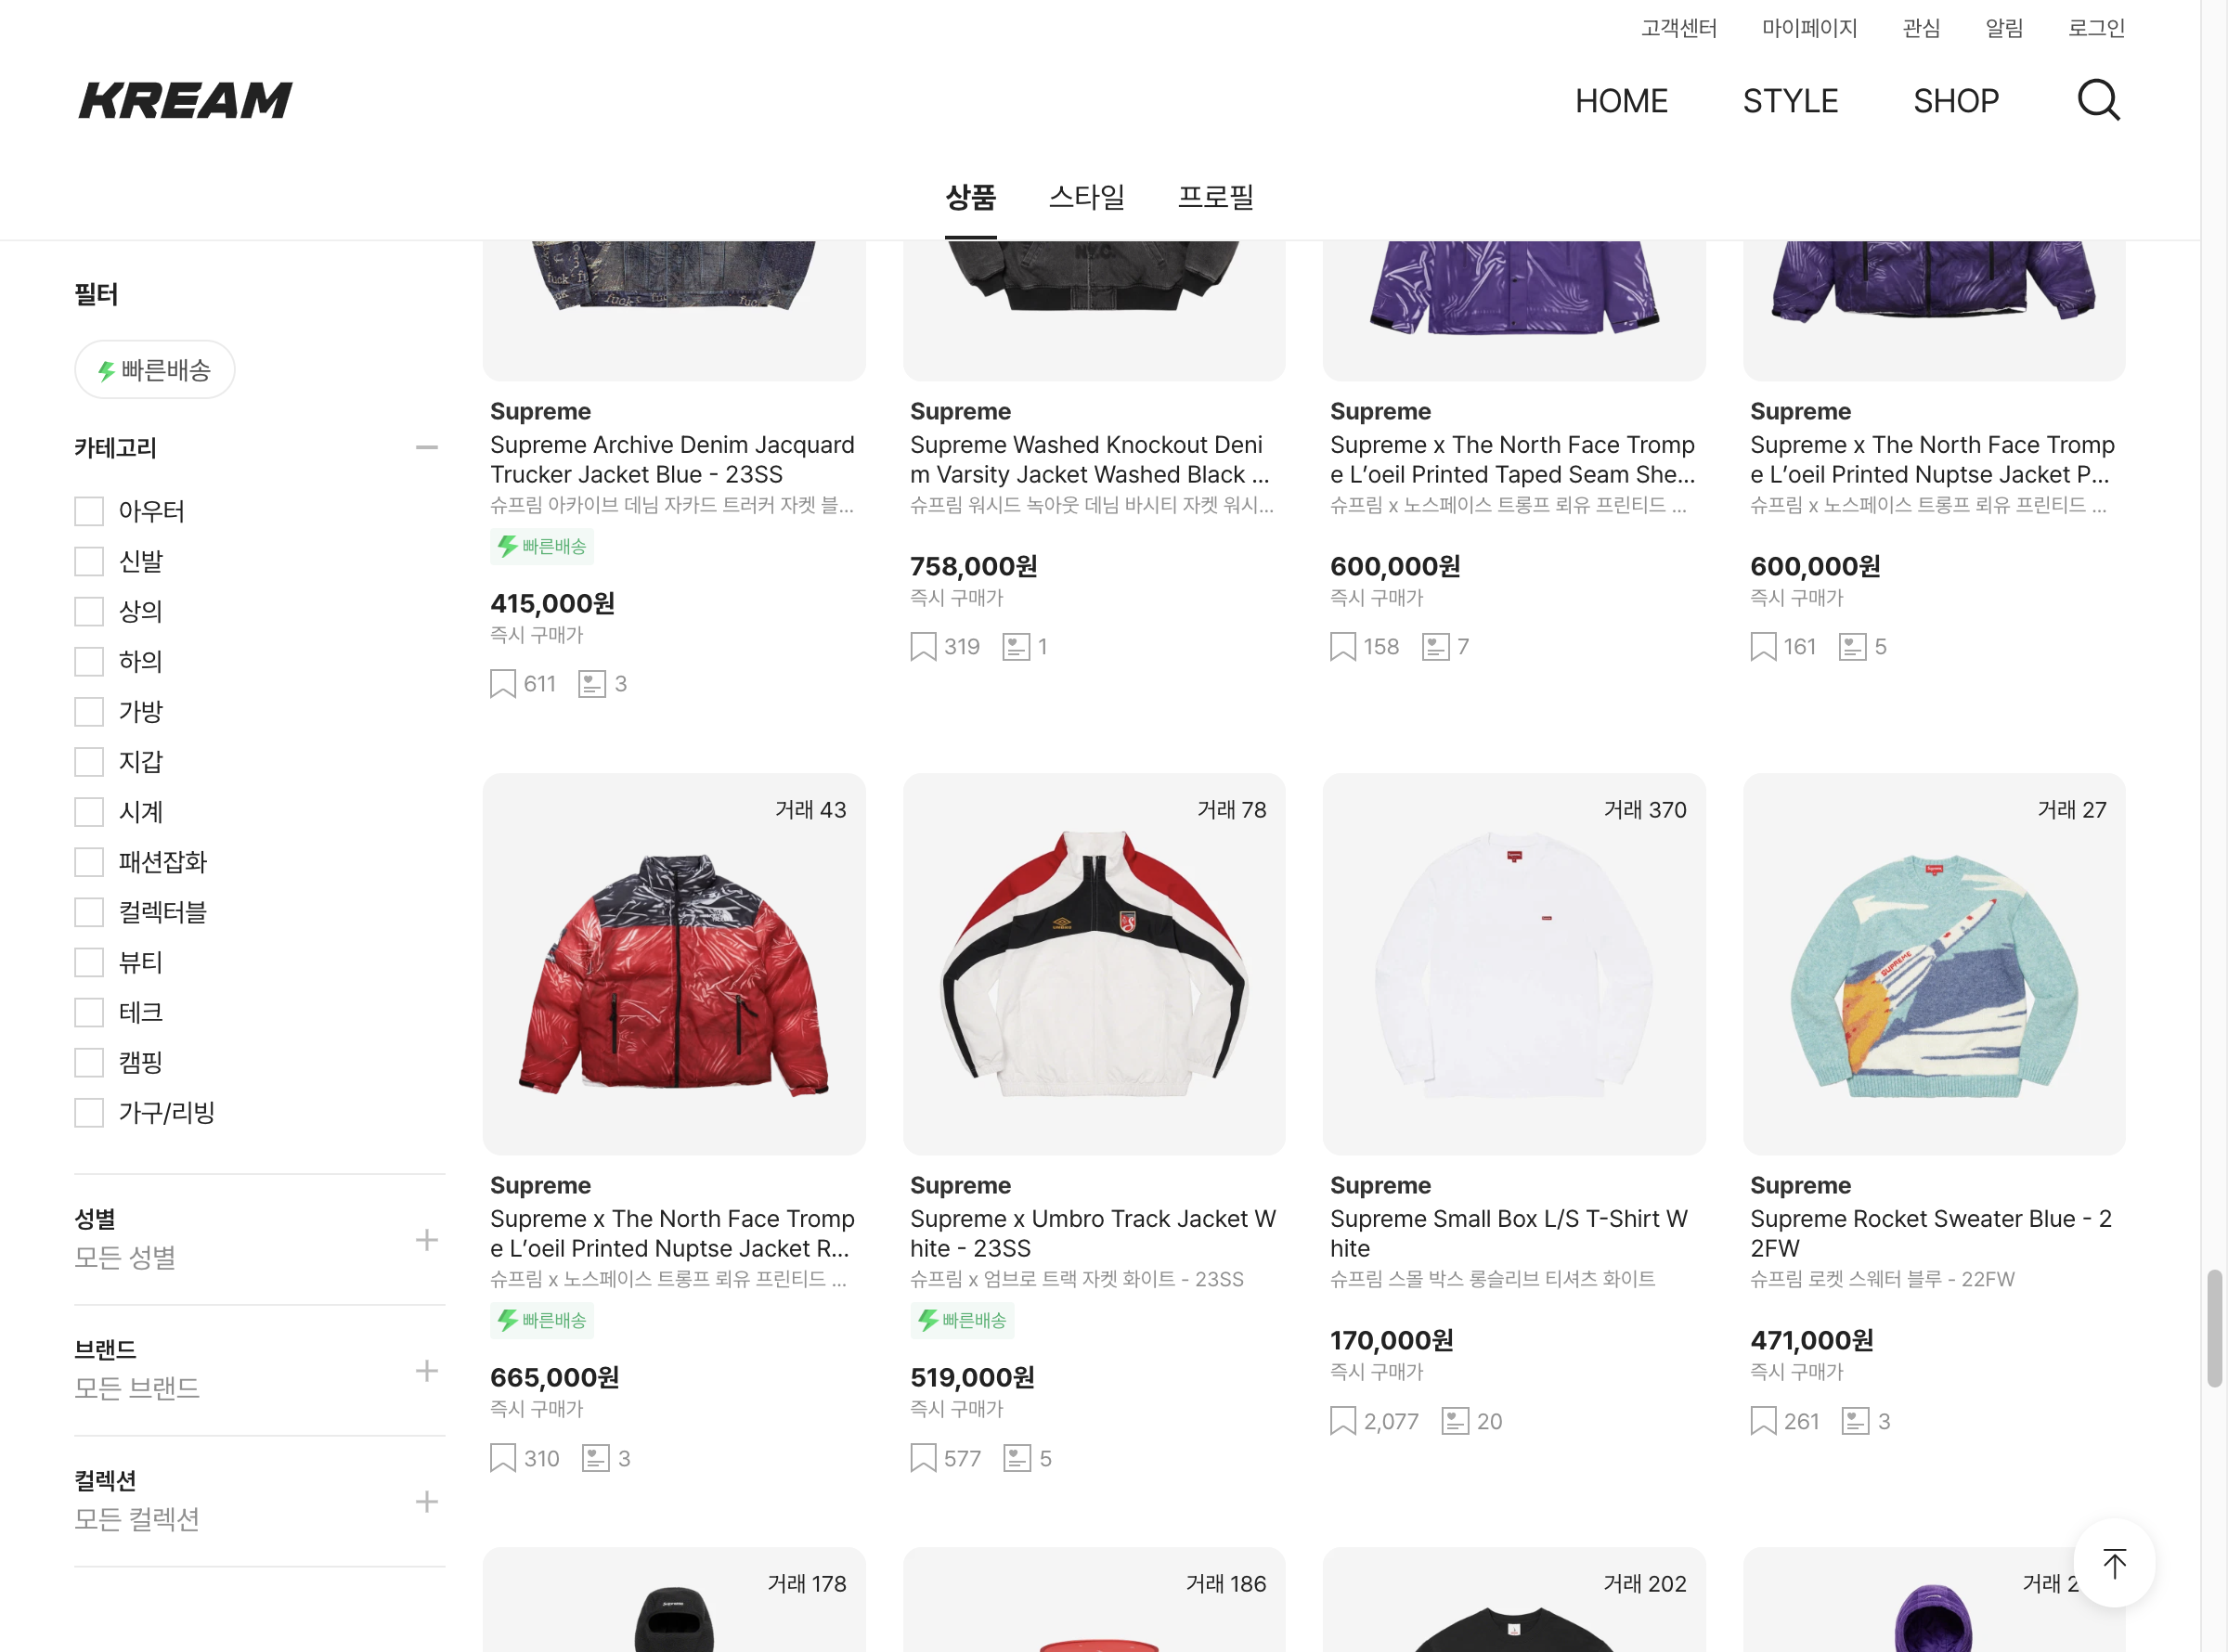 고객센터 마이페이지 관심 알림 로그인
KREAM
HOME STYLE SHOP
상품 스타일 프로필
필터
빠른배송
카테고리
아우터
신발
상의
하의
가방
지갑
시계
패션잡화
컬렉터블
뷰티
테크
캠핑
가구/리빙
성별
모든 성별
브랜드
모든 브랜드
컬렉션
모든 컬렉션
Supreme
Supreme Archive Denim Jacquard
Trucker Jacket Blue - 23SS
슈프림 아카이브 데님 자카드 트러커 자켓 블...
빠른배송
415,000원
즉시 구매가
611 3
Supreme
Supreme Washed Knockout Deni
m Varsity Jacket Washed Black ...
슈프림 워시드 녹아웃 데님 바시티 자켓 워시...
758,000원
즉시 구매가
319 1
Supreme
Supreme x The North Face Tromp
e L’oeil Printed Taped Seam She...
슈프림 x 노스페이스 트롱프 뢰유 프린티드 ...
600,000원
즉시 구매가
158 7
Supreme
Supreme x The North Face Tromp
e L’oeil Printed Nuptse Jacket P...
슈프림 x 노스페이스 트롱프 뢰유 프린티드 ...
600,000원
즉시 구매가
161 5
거래 43
Supreme
Supreme x The North Face Tromp
e L’oeil Printed Nuptse Jacket R...
슈프림 x 노스페이스 트롱프 뢰유 프린티드 ...
빠른배송
665,000원
즉시 구매가
310 3
거래 78
Supreme
Supreme x Umbro Track Jacket W
hite - 23SS
슈프림 x 엄브로 트랙 자켓 화이트 - 23SS
빠른배송
519,000원
즉시 구매가
577 5
거래 370
Supreme
Supreme Small Box L/S T-Shirt W
hite
슈프림 스몰 박스 롱슬리브 티셔츠 화이트
170,000원
즉시 구매가
2,077 20
거래 27
SUPREME
Supreme
Supreme Rocket Sweater Blue - 2
2FW
슈프림 로켓 스웨터 블루 - 22FW
471,000원
즉시 구매가
261 3
거래 178
거래 186
거래 202
거래